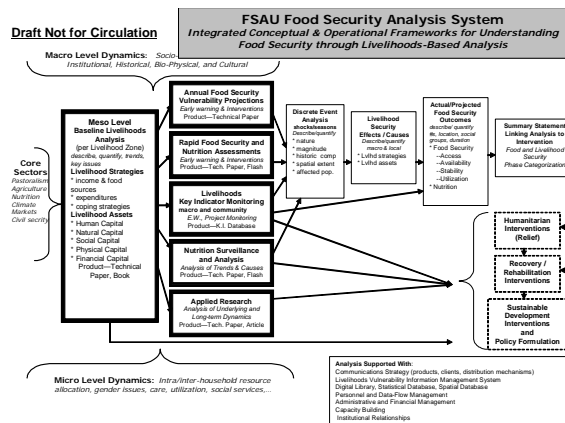 Draft Not for Circulation
FSAU Food Security Analysis System
Integrated Conceptual & Operational Frameworks for Understanding
Food Security through Livelihoods-Based Analysis
Macro Level Dynamics: Socio-
Institutional, Historical, Bio-Physical, and Cultural
Core
Sectors
Pastoralism
Agriculture
Nutrition
Climate
Markets
Civil secrity
Meso Level
Baseline Livelihoods
Analysis
(per Livelihood Zone)
describe, quantify, trends,
key issues
Livelihood Strategies
* income & food
sources
* expenditures
* coping strategies
Livelihood Assets
* Human Capital
* Natural Capital
* Social Capital
* Physical Capital
* Financial Capital
Product—Technical
Paper, Book
Annual Food Security
Vulnerability Projections
Early warning & Interventions
Product—Technical Paper
Rapid Food Security and
Nutrition Assessments
Early warning & Interventions
Product—Tech. Paper, Flash
Livelihoods
Key Indicator Monitoring
macro and community
E.W., Project Monitoring
Product—K.I. Database
Nutrition Surveillance
and Analysis
Analysis of Trends & Causes
Product—Tech. Paper, Flash
Applied Research
Analysis of Underlying
and Long-term Dynamics
Product—Tech. Paper, Article
Discrete Event
Analysis
shocks/seasons
Describe/quantify
* nature
* magnitude
* historic comp
* spatial extent
* affected pop.
Livelihood
Security
Effects / Causes
Describe/quantify
macro & local
* Lvlhd strategies
* Lvlhd assets
Actual/Projected
Food Security
Outcomes
describe/ quantify
location, social
groups, duration
* Food Security
--Access
--Availability
--Stability
--Utilization
* Nutrition
Summary Statement
Linking Analysis to
Intervention
Food and Livelihood
Security
Phase Categorization
Humanitarian
Interventions
(Relief)
Recovery /
Rehabilitation
Interventions
Sustainable
Development
Interventions
and
Policy Formulation
Micro Level Dynamics: Intra/inter-household resource
allocation, gender issues, care, utilization, social services,...
Analysis Supported With:
Communications Strategy (products, clients, distribution mechanisms)
Livelihoods Vulnerability Information Management System
Digital Library, Statistical Database, Spatial Database
Personnel and Data-Flow Management
Administrative and Financial Management
Capacity Building
Institutional Relationships